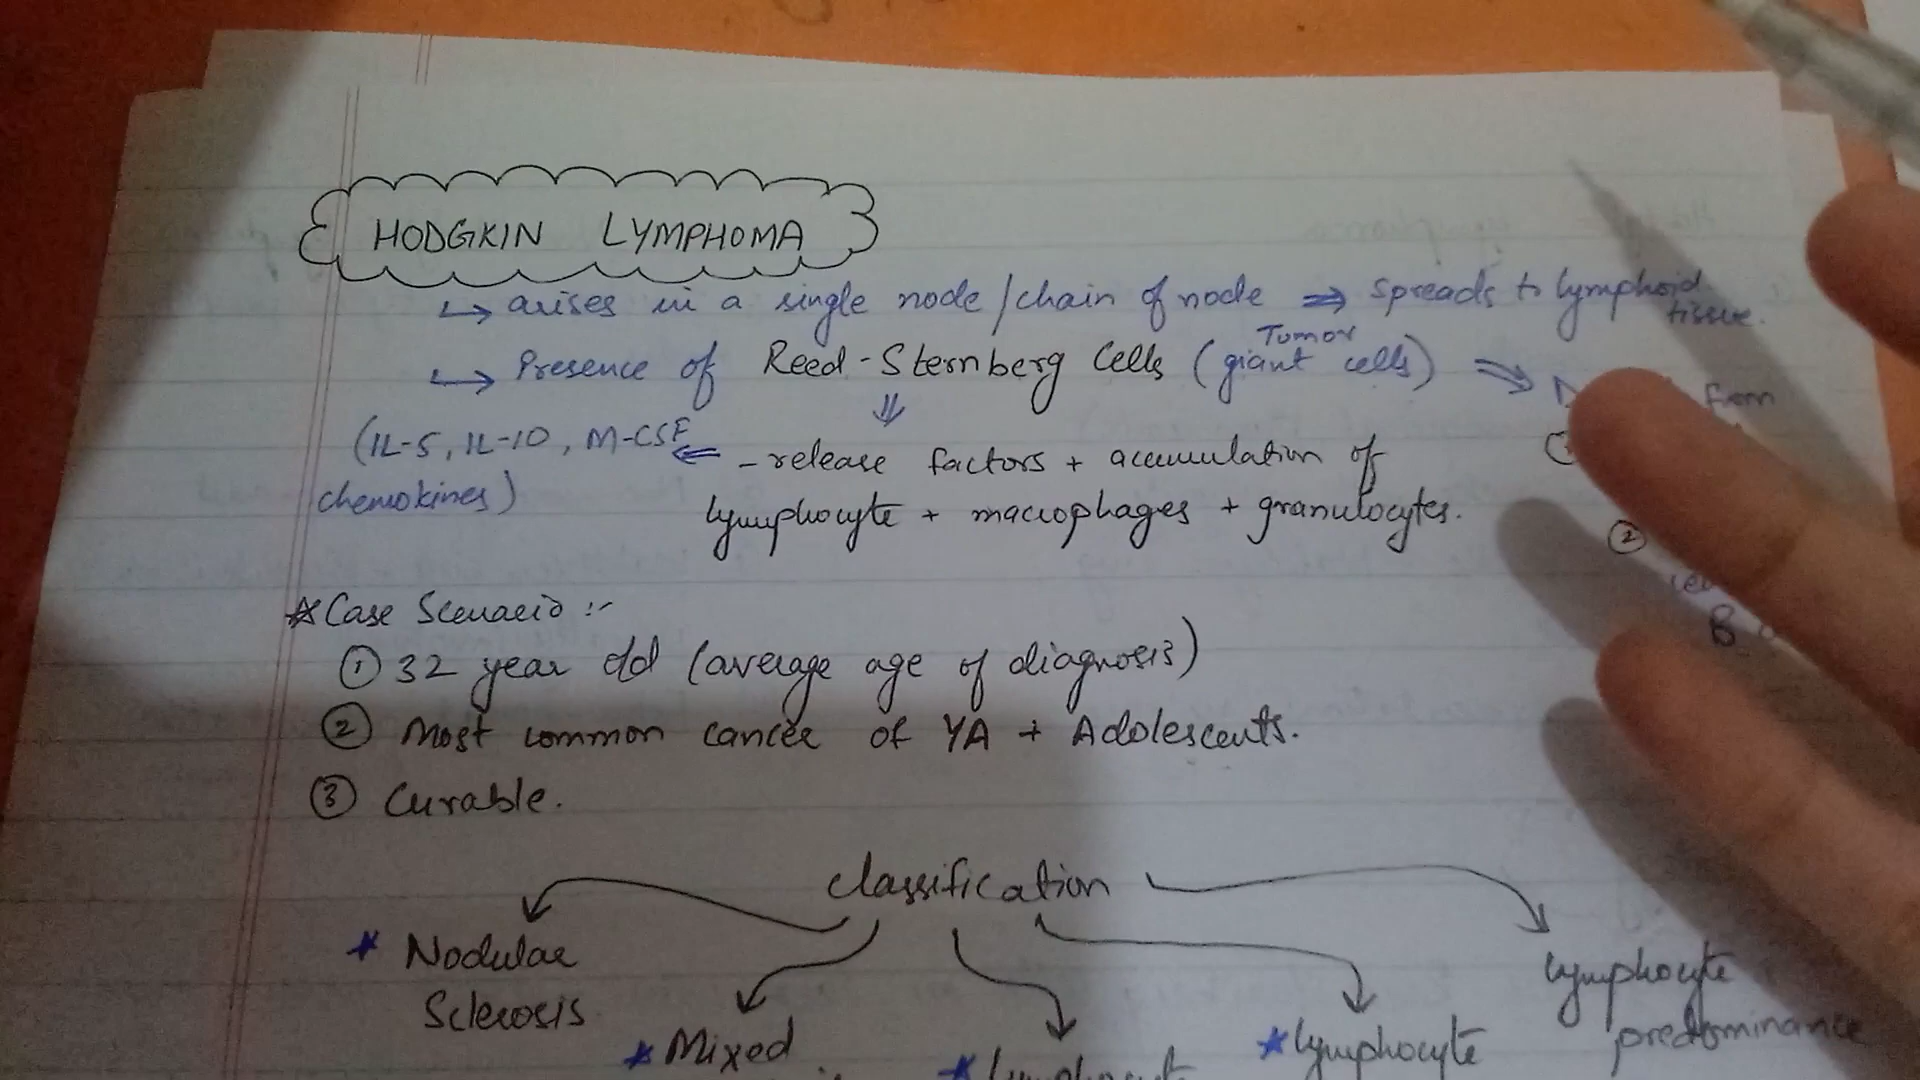 HODGKIN LYMPHOMA
↳ arises in a single node/chain of node ⇒ spreads to lymphoid tissue.
↳ Presence of Reed-Sternberg Cells (Tumor giant cells) ⇒ from
⇓
(IL-5, IL-10, M-CSF ⇐ - release factors + accumulation of
chemokines) lymphocyte + macrophages + granulocytes.
②
B
☆ Case Scenario :-
① 32 year old (average age of diagnosis)
② Most common cancer of YA + Adolescents.
③ Curable.
classification
* Nodular
Sclerosis
lymphocyte
predominance
* Mixed
* lymphocyte